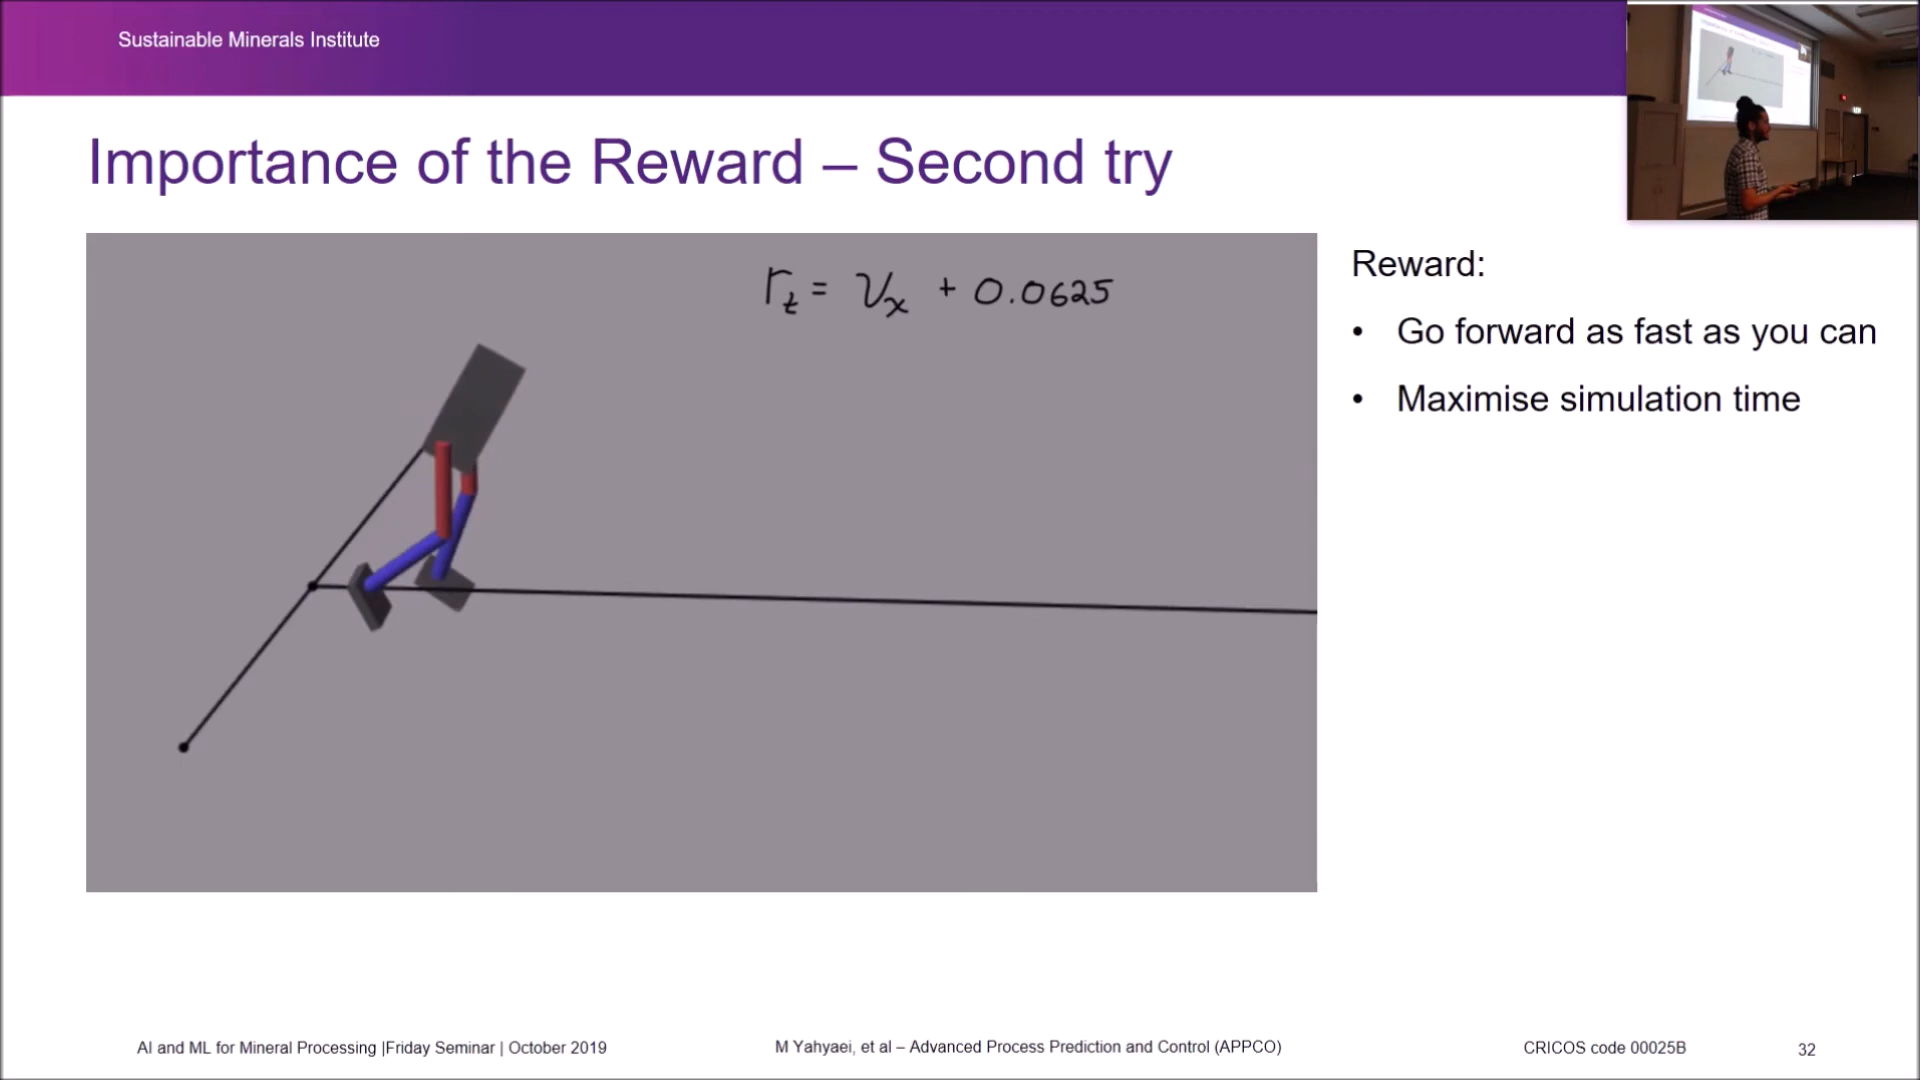 Sustainable Minerals Institute
Importance of the Reward – Second try
r_t = v_x + 0.0625
Reward:
• Go forward as fast as you can
• Maximise simulation time
AI and ML for Mineral Processing |Friday Seminar | October 2019
M Yahyaei, et al – Advanced Process Prediction and Control (APPCO)
CRICOS code 00025B
32